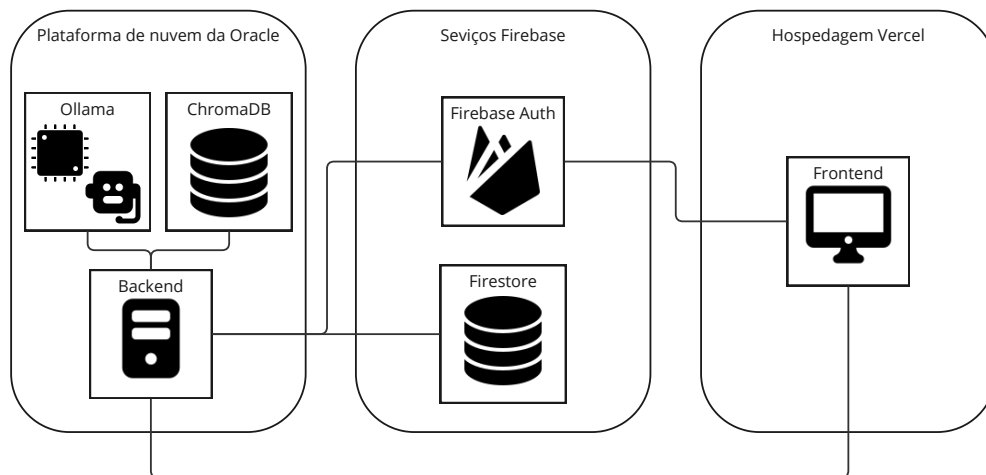 Plataforma de nuvem da Oracle
Seviços Firebase
Hospedagem Vercel
Ollama
ChromaDB
Firebase Auth
Frontend
Backend
Firestore